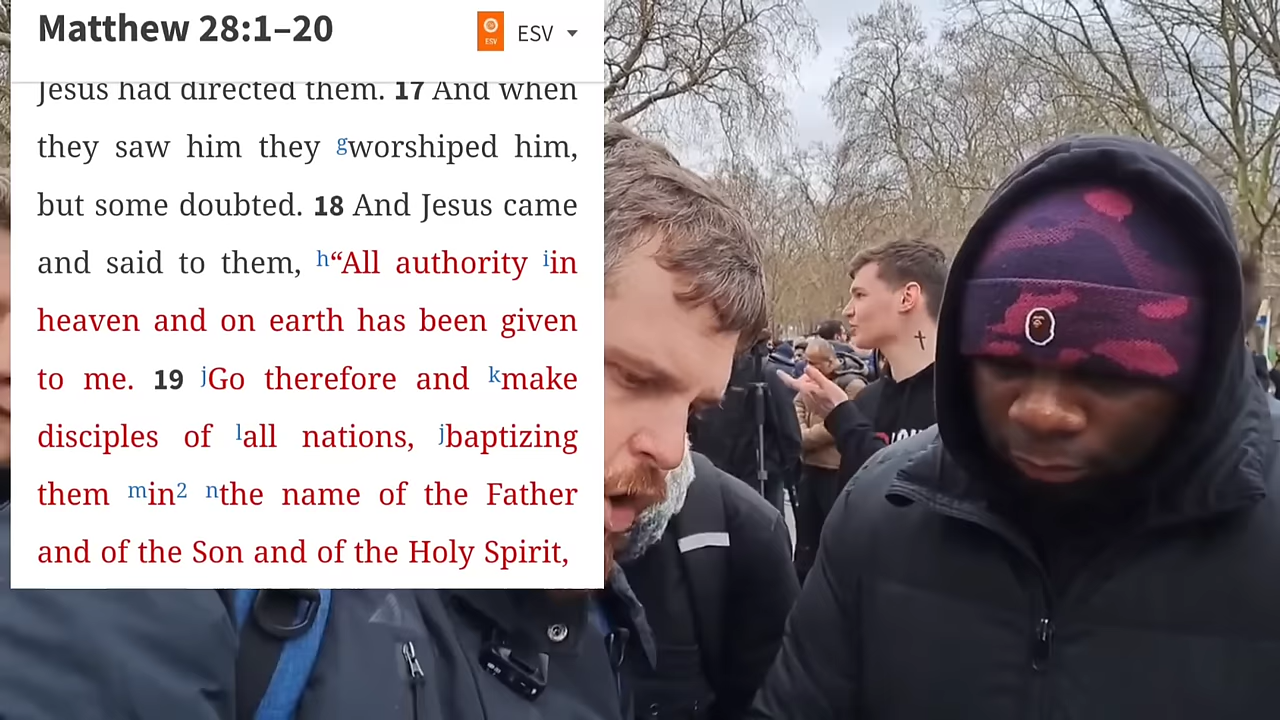 Matthew 28:1–20
ESV
ESV
Jesus had directed them. 17 And when
they saw him they gworshiped him,
but some doubted. 18 And Jesus came
and said to them, h“All authority iin
heaven and on earth has been given
to me. 19 jGo therefore and kmake
disciples of lall nations, jbaptizing
them min2 nthe name of the Father
and of the Son and of the Holy Spirit,